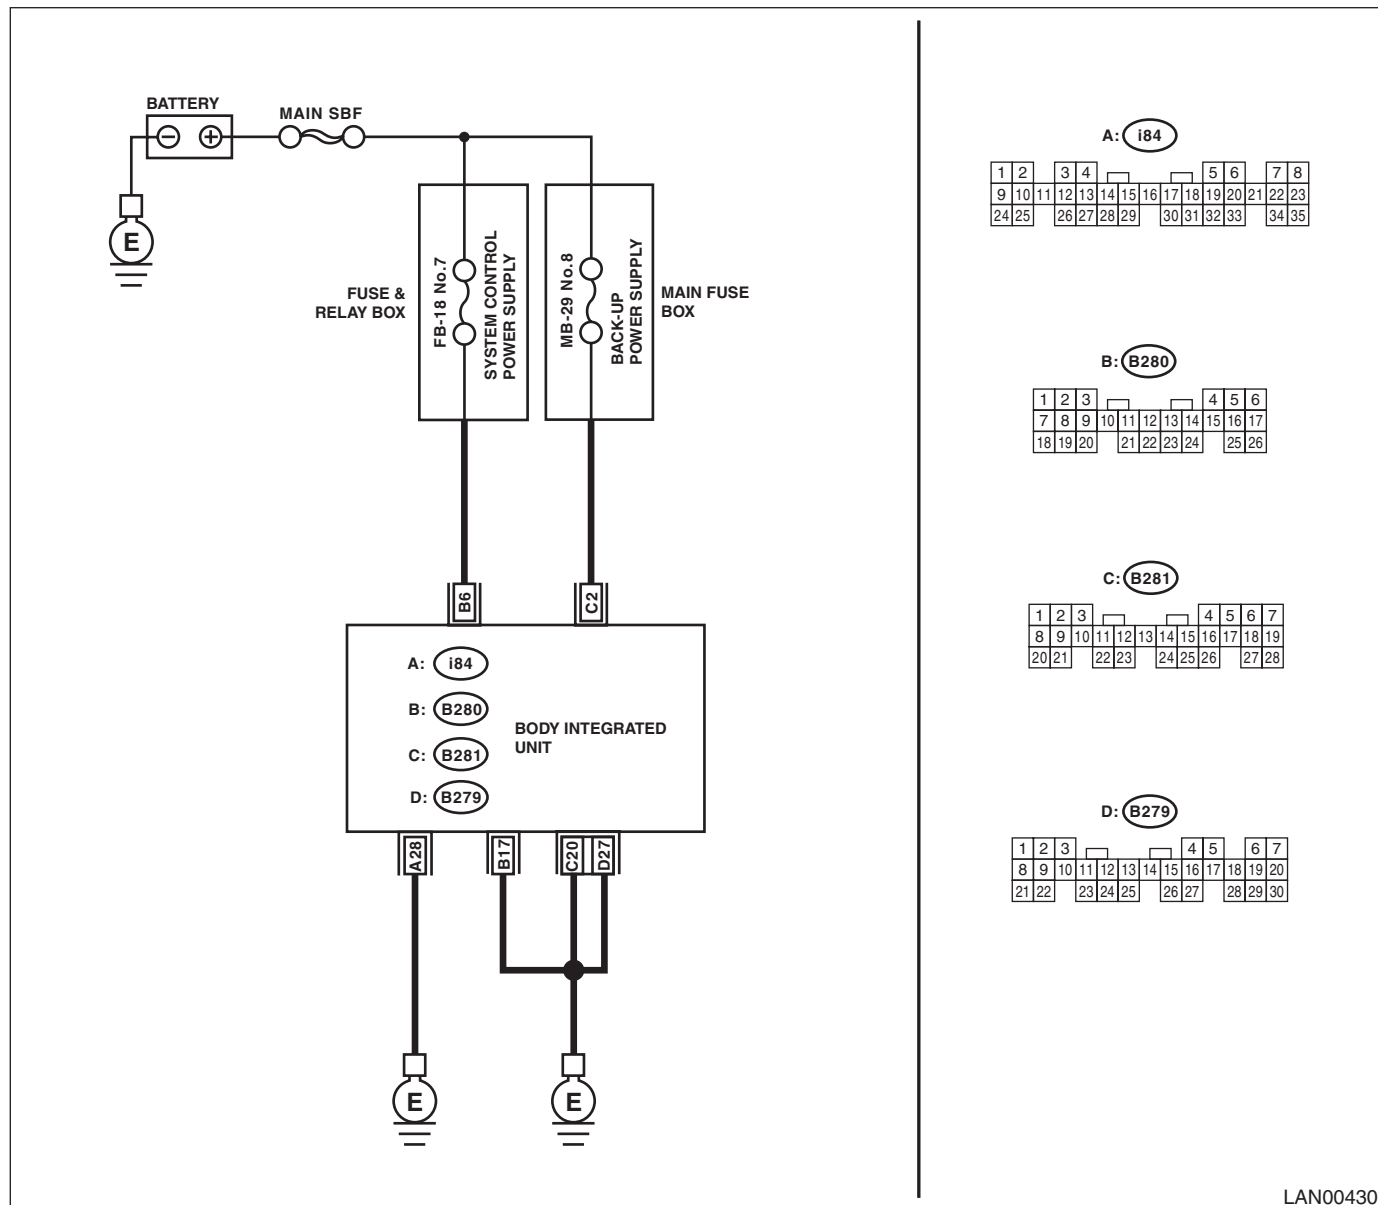 BATTERY
MAIN SBF
E
FUSE &
RELAY BOX
FB-18 No.7
SYSTEM CONTROL
POWER SUPPLY
MB-29 No.8
BACK-UP
POWER SUPPLY
MAIN FUSE
BOX
B6
C2
A: i84
B: B280
C: B281
D: B279
BODY INTEGRATED
UNIT
A28
B17
C20
D27
E
E
A: i84
1 2 3 4 5 6 7 8
9 10 11 12 13 14 15 16 17 18 19 20 21 22 23
24 25 26 27 28 29 30 31 32 33 34 35
B: B280
1 2 3 4 5 6
7 8 9 10 11 12 13 14 15 16 17
18 19 20 21 22 23 24 25 26
C: B281
1 2 3 4 5 6 7
8 9 10 11 12 13 14 15 16 17 18 19
20 21 22 23 24 25 26 27 28
D: B279
1 2 3 4 5 6 7
8 9 10 11 12 13 14 15 16 17 18 19 20
21 22 23 24 25 26 27 28 29 30
LAN00430